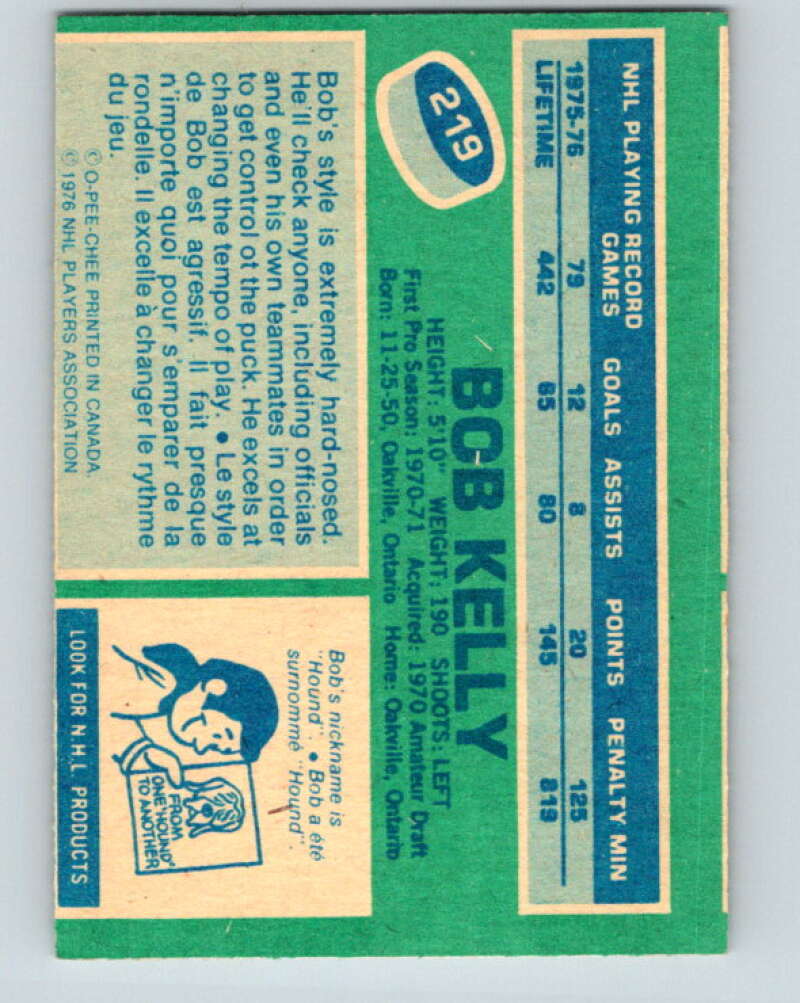 219
NHL PLAYING RECORD
GAMES GOALS ASSISTS POINTS PENALTY MIN
1975-76 79 12 8 20 125
LIFETIME 442 65 80 145 819
BOB KELLY
HEIGHT: 5'10" WEIGHT: 190 SHOOTS: LEFT
First Pro Season: 1970-71 Acquired: 1970 Amateur Draft
Born: 11-25-50, Oakville, Ontario Home: Oakville, Ontario
Bob's style is extremely hard-nosed.
He'll check anyone, including officials
and even his own teammates in order
to get control ot the puck. He excels at
changing the tempo of play. • Le style
de Bob est agressif. Il fait presque
n'importe quoi pour s'emparer de la
rondelle. Il excelle à changer le rythme
du jeu.
© O-PEE-CHEE PRINTED IN CANADA.
© 1976 NHL PLAYERS ASSOCIATION
Bob's nickname is
"Hound". • Bob a été
surnommé "Hound".
FROM
ONE "HOUND"
TO ANOTHER
LOOK FOR N.H.L. PRODUCTS